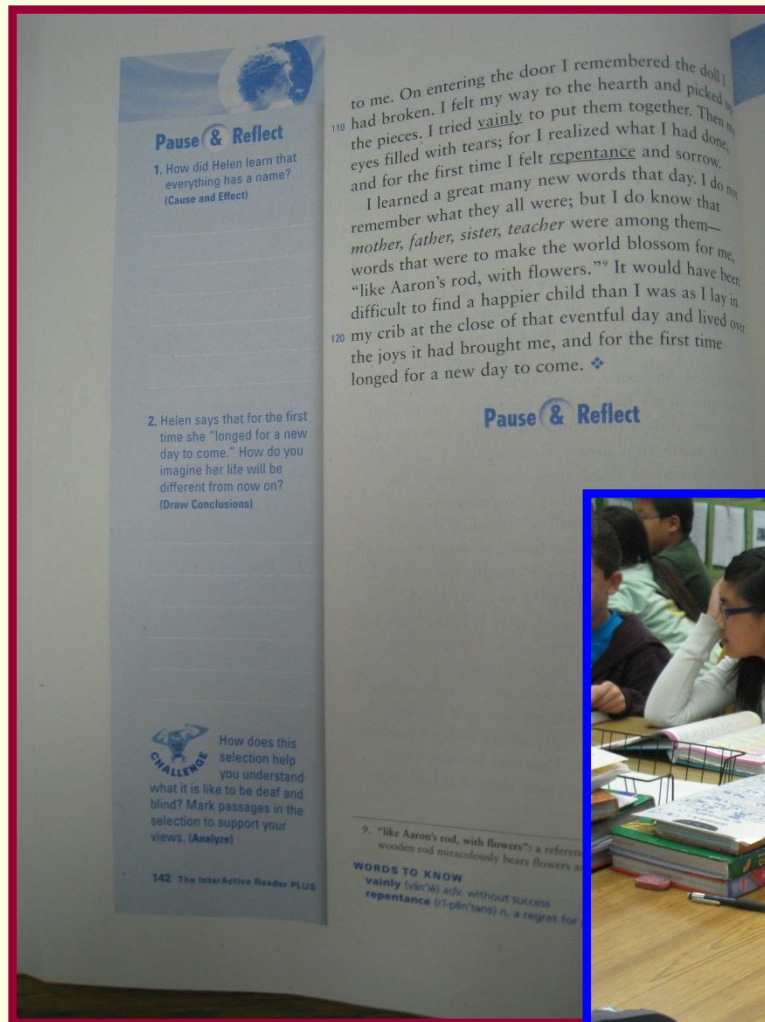 Pause & Reflect
1. How did Helen learn that
everything has a name?
(Cause and Effect)
2. Helen says that for the first
time she “longed for a new
day to come.” How do you
imagine her life will be
different from now on?
(Draw Conclusions)
CHALLENGE
How does this
selection help
you understand
what it is like to be deaf and
blind? Mark passages in the
selection to support your
views. (Analyze)
142 The InterActive Reader PLUS
to me. On entering the door I remembered the doll I
110 had broken. I felt my way to the hearth and picked up
the pieces. I tried vainly to put them together. Then my
eyes filled with tears; for I realized what I had done,
and for the first time I felt repentance and sorrow.
I learned a great many new words that day. I do not
remember what they all were; but I do know that
mother, father, sister, teacher were among them—
words that were to make the world blossom for me,
“like Aaron’s rod, with flowers.”9 It would have been
difficult to find a happier child than I was as I lay in
120 my crib at the close of that eventful day and lived over
the joys it had brought me, and for the first time
longed for a new day to come. ❖
Pause & Reflect
9. “like Aaron’s rod, with flowers”: a
wooden rod miraculously bears flowers
WORDS TO KNOW
vainly (vān'lē) adv. without success
repentance (rĭ-pĕn'təns) n. a regret for